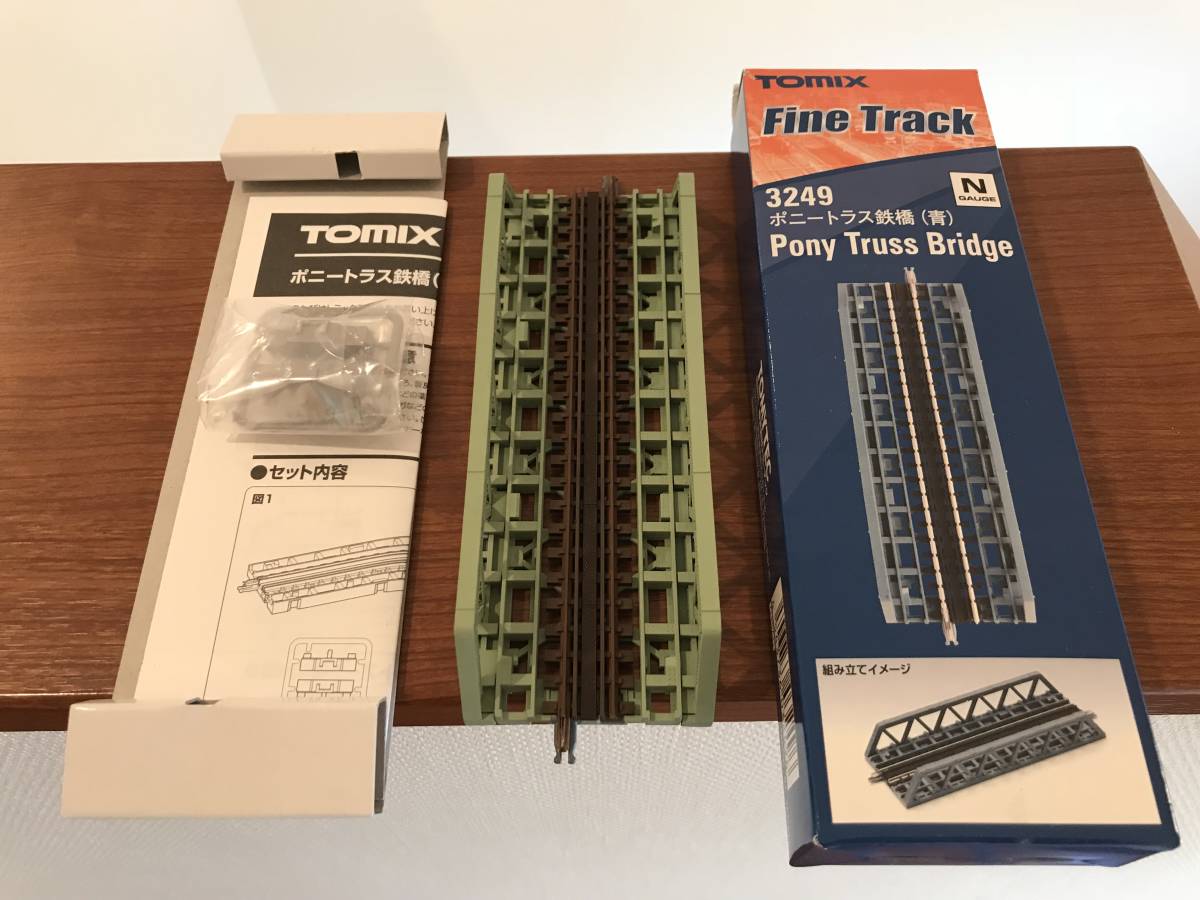 TOMIX
ポニートラス鉄橋(
●セット内容
図1
TOMIX
Fine Track
3249
N
GAUGE
ポニートラス鉄橋(青)
Pony Truss Bridge
TOMYTEC
組み立てイメージ